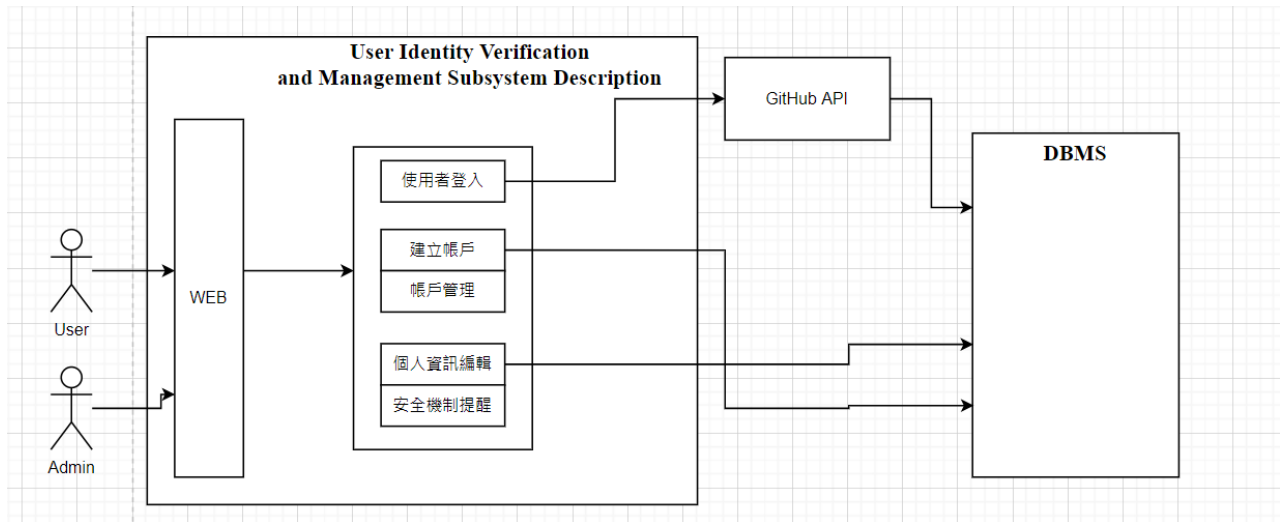 User Identity Verification
and Management Subsystem Description
GitHub API
DBMS
使用者登入
建立帳戶
帳戶管理
WEB
User
個人資訊編輯
安全機制提醒
Admin